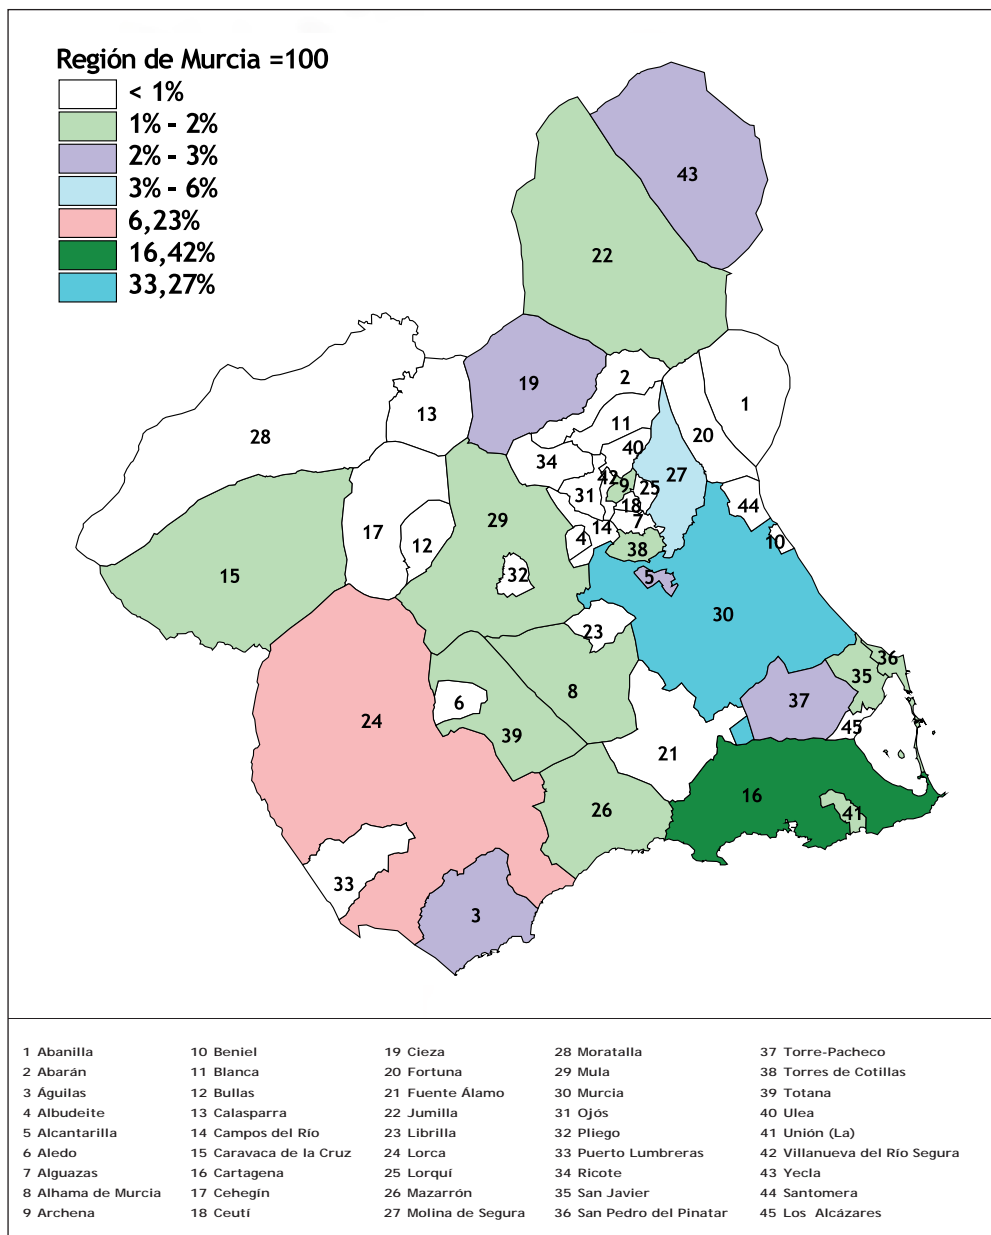 Región de Murcia =100
< 1%
1% - 2%
2% - 3%
3% - 6%
6,23%
16,42%
33,27%
43
22
19
2
1
13
28
11
20
40
34
27
42
9
25
31
44
18
7
29
17
14
10
4
12
38
32
5
15
30
23
36
35
8
37
6
24
45
39
21
16
26
41
33
3
1 Abanilla
2 Abarán
3 Águilas
4 Albudeite
5 Alcantarilla
6 Aledo
7 Alguazas
8 Alhama de Murcia
9 Archena
10 Beniel
11 Blanca
12 Bullas
13 Calasparra
14 Campos del Río
15 Caravaca de la Cruz
16 Cartagena
17 Cehegín
18 Ceutí
19 Cieza
20 Fortuna
21 Fuente Álamo
22 Jumilla
23 Librilla
24 Lorca
25 Lorquí
26 Mazarrón
27 Molina de Segura
28 Moratalla
29 Mula
30 Murcia
31 Ojós
32 Pliego
33 Puerto Lumbreras
34 Ricote
35 San Javier
36 San Pedro del Pinatar
37 Torre-Pacheco
38 Torres de Cotillas
39 Totana
40 Ulea
41 Unión (La)
42 Villanueva del Río Segura
43 Yecla
44 Santomera
45 Los Alcázares